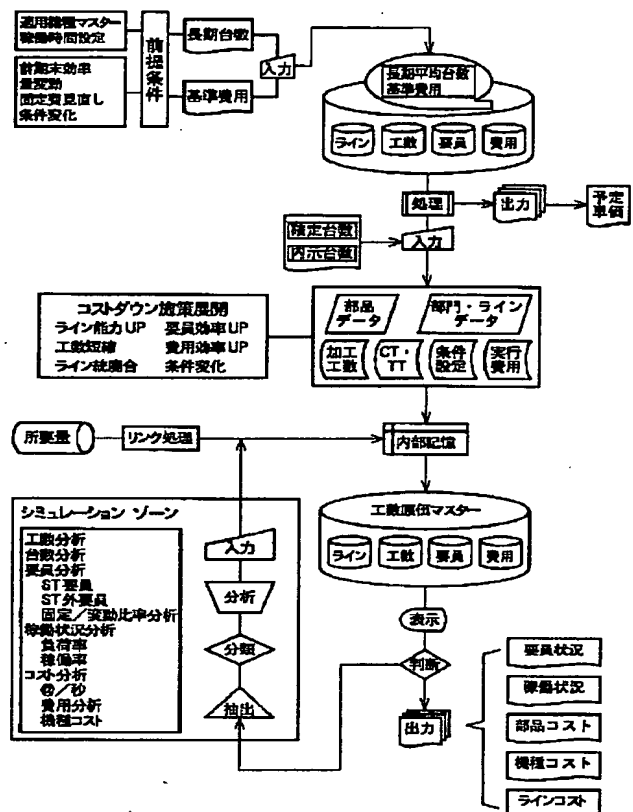 適用機種マスター
稼働時間設定
前期末効率
量変動
固定変見直し
条件変化
前提条件
長期台数
基準費用
入力
長期平均台数
基準費用
ライン
工数
要員
費用
処理
出力
予定
単価
確定台数
内示台数
入力
コストダウン施策展開
ライン能力UP 要員効率UP
工数短縮 費用効率UP
ライン統廃合 条件変化
部品
データ
部門・ライン
データ
加工
工数
CT・
TT
条件
設定
実行
費用
所要量
リンク処理
内部記憶
シミュレーション ゾーン
工数分析
台数分析
要員分析
ST要員
ST外要員
固定／変動比率分析
稼働状況分析
負荷率
稼働率
コスト分析
@／秒
費用分析
機種コスト
入力
分析
分類
抽出
工数原価マスター
ライン
工数
要員
費用
表示
判断
出力
要員状況
稼働状況
部品コスト
機種コスト
ラインコスト